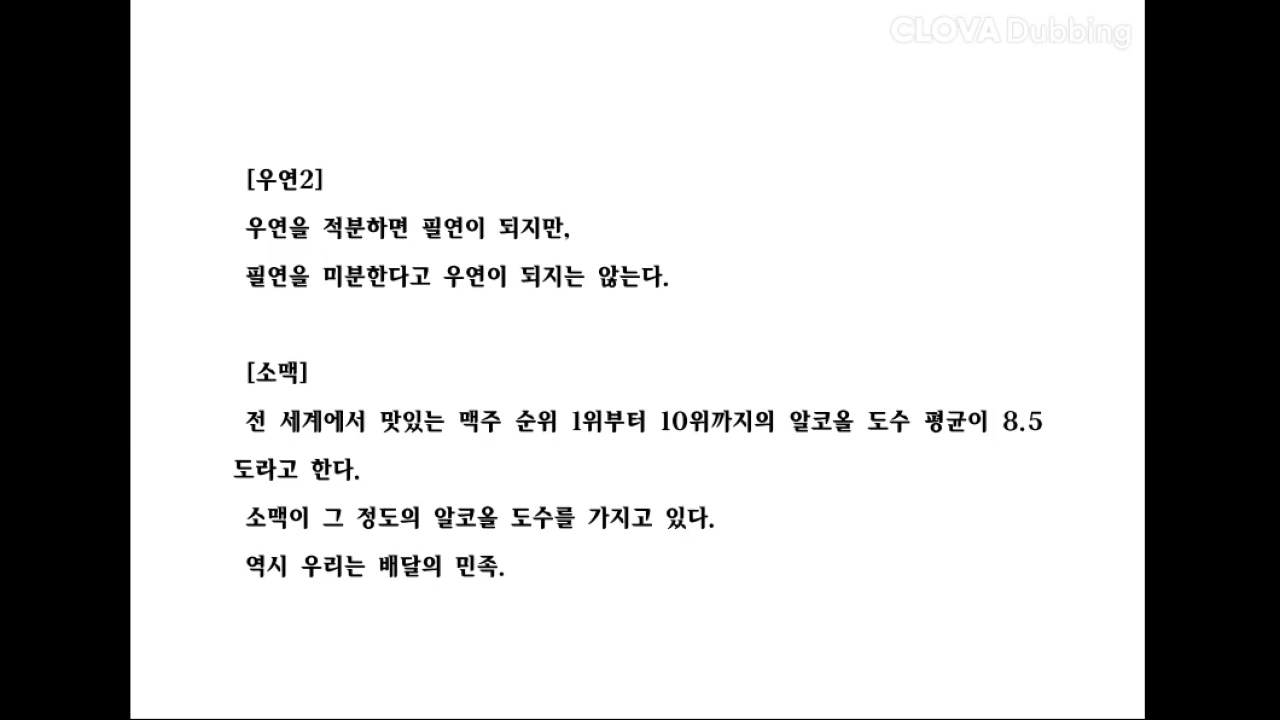 CLOVA Dubbing
[우연2]
우연을 적분하면 필연이 되지만,
필연을 미분한다고 우연이 되지는 않는다.
[소맥]
전 세계에서 맛있는 맥주 순위 1위부터 10위까지의 알코올 도수 평균이 8.5
도라고 한다.
소맥이 그 정도의 알코올 도수를 가지고 있다.
역시 우리는 배달의 민족.